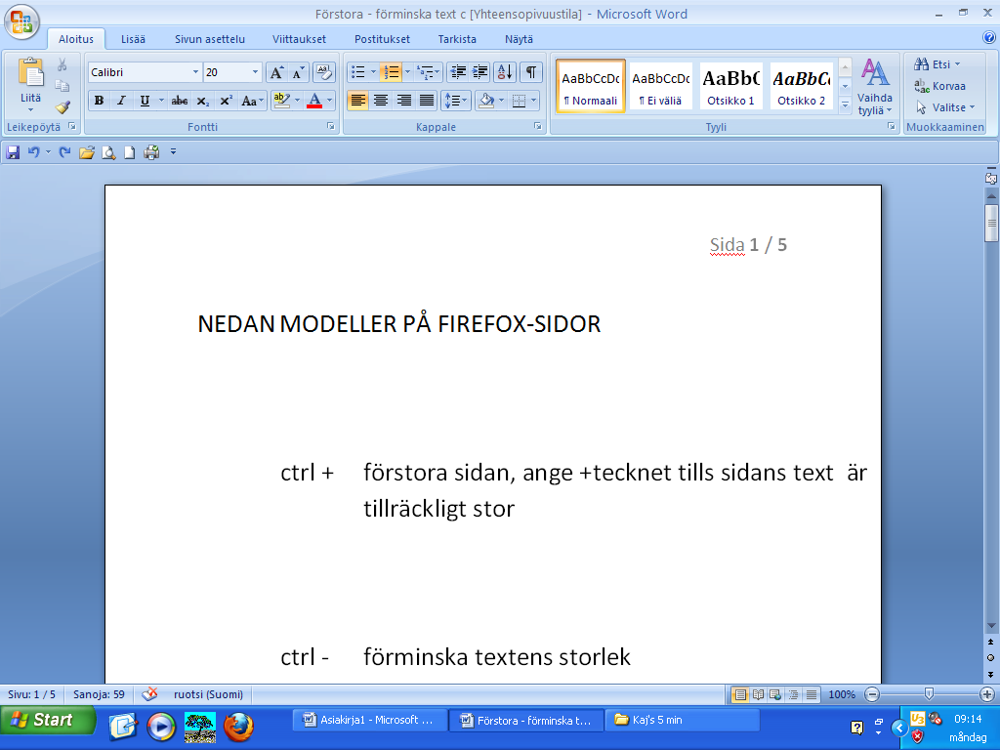 Förstora - förminska text c [Yhteensopivuustila] - Microsoft Word
Aloitus Lisää Sivun asettelu Viittaukset Postitukset Tarkista Näytä
Liitä
Leikepöytä
Calibri 20
B I U abc X₂ X² Aa
Fontti
Kappale
AaBbCcDc AaBbCcDc AaBbC AaBbCc
¶ Normaali ¶ Ei väliä Otsikko 1 Otsikko 2
Vaihda
tyyliä
Tyyli
Etsi
Korvaa
Valitse
Muokkaaminen
Sida 1 / 5
NEDAN MODELLER PÅ FIREFOX-SIDOR
ctrl + förstora sidan, ange +tecknet tills sidans text är
tillräckligt stor
ctrl - förminska textens storlek
Sivu: 1 / 5 Sanoja: 59 ruotsi (Suomi) 100%
Start Asiakirja1 - Microsoft ... Förstora - förminska t... Kaj's 5 min 09:14
måndag